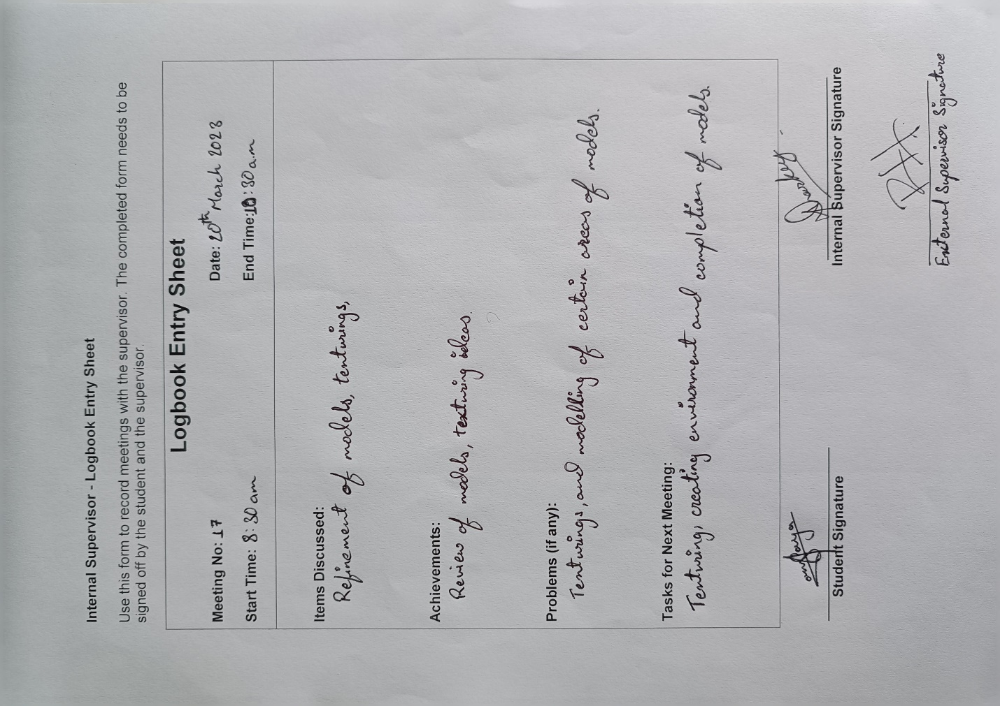 Internal Supervisor - Logbook Entry Sheet
Use this form to record meetings with the supervisor. The completed form needs to be
signed off by the student and the supervisor.
Logbook Entry Sheet
Meeting No: 17 Date: 20th March 2023
Start Time: 8:30 am End Time: 10:30 a.m
Items Discussed:
Refinement of models, texturings,
Achievements:
Review of models, texturing ideas.
Problems (if any):
Texturings, and modelling of certain areas of models.
Tasks for Next Meeting:
Texturing, creating environment and completion of models.
Student Signature Internal Supervisor Signature
External Supervisor Signature